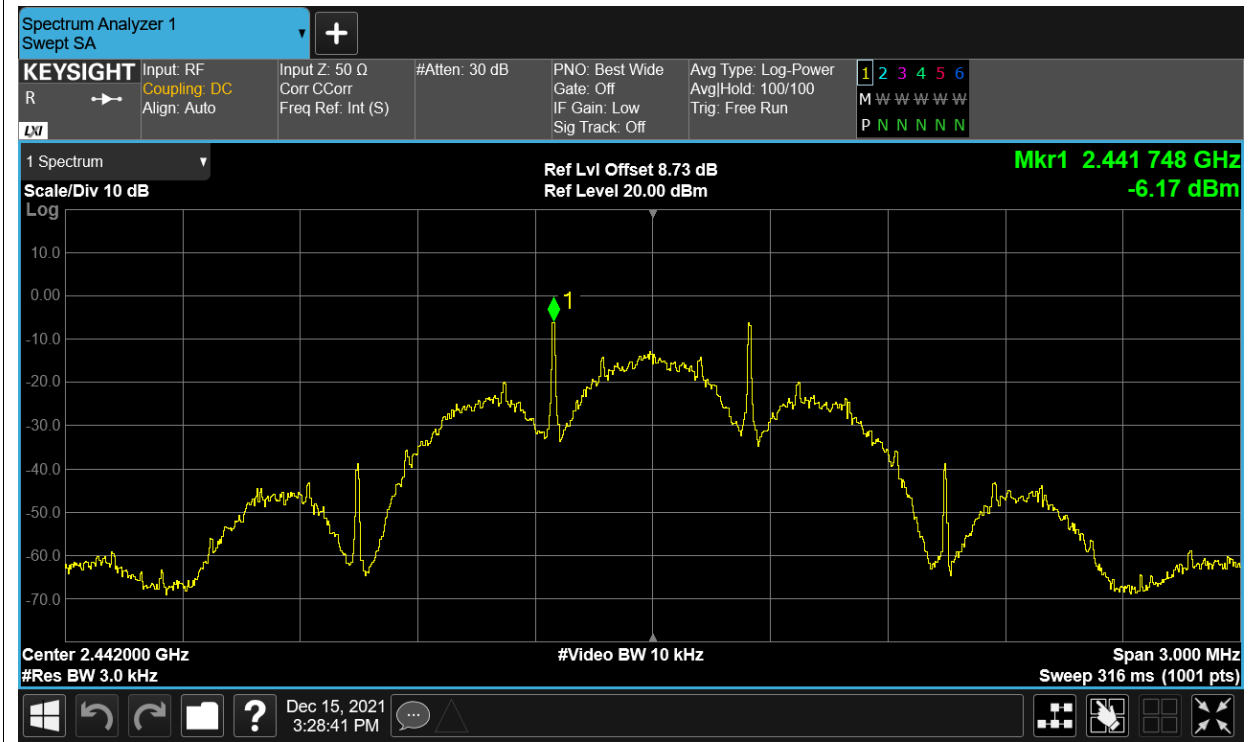 Spectrum Analyzer 1
Swept SA
KEYSIGHT
R
LXI
Input: RF
Coupling: DC
Align: Auto
Input Z: 50 Ω
Corr CCorr
Freq Ref: Int (S)
#Atten: 30 dB
PNO: Best Wide
Gate: Off
IF Gain: Low
Sig Track: Off
Avg Type: Log-Power
Avg|Hold: 100/100
Trig: Free Run
1 2 3 4 5 6
M W W W W W W
P N N N N N N
1 Spectrum
Scale/Div 10 dB
Log
Ref Lvl Offset 8.73 dB
Ref Level 20.00 dBm
Mkr1 2.441 748 GHz
-6.17 dBm
10.0
0.00
1
-10.0
-20.0
-30.0
-40.0
-50.0
-60.0
-70.0
Center 2.442000 GHz
#Video BW 10 kHz
Span 3.000 MHz
#Res BW 3.0 kHz
Sweep 316 ms (1001 pts)
?
Dec 15, 2021
3:28:41 PM